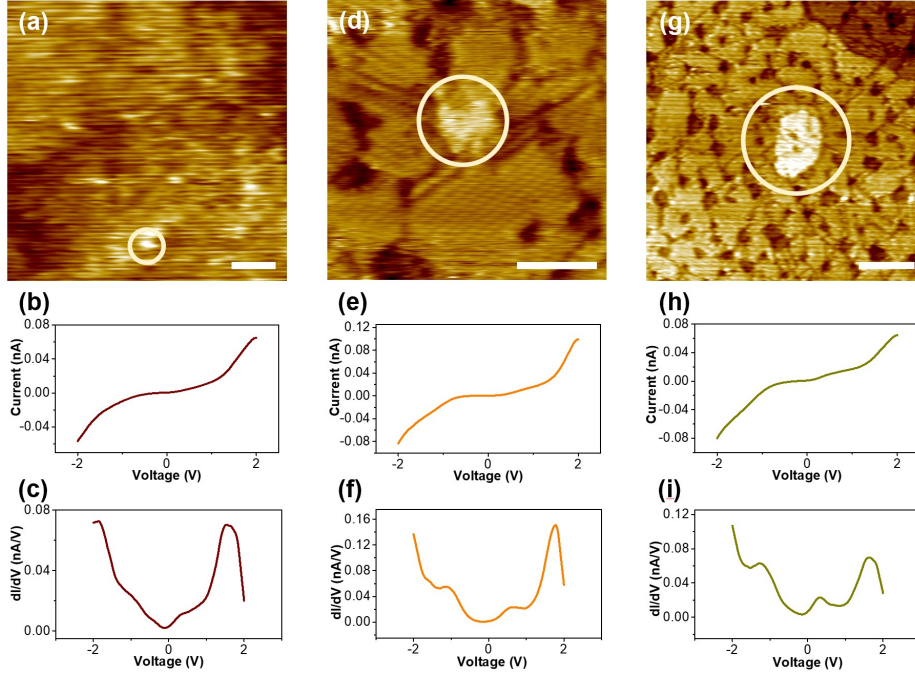 (a) (d) (g)
(b) (e) (h)
0.08
0.04
0.00
-0.04
Current (nA)
-2 0 2
Voltage (V)
0.12
0.08
0.04
0.00
-0.04
-0.08
Current (nA)
-2 0 2
Voltage (V)
0.08
0.04
0.00
-0.04
-0.08
Current (nA)
-2 0 2
Voltage (V)
(c) (f) (i)
0.08
0.04
0.00
dI/dV (nA/V)
-2 0 2
Voltage (V)
0.16
0.12
0.08
0.04
0.00
dI/dV (nA/V)
-2 0 2
Voltage (V)
0.12
0.08
0.04
0.00
dI/dV (nA/V)
-2 0 2
Voltage (V)